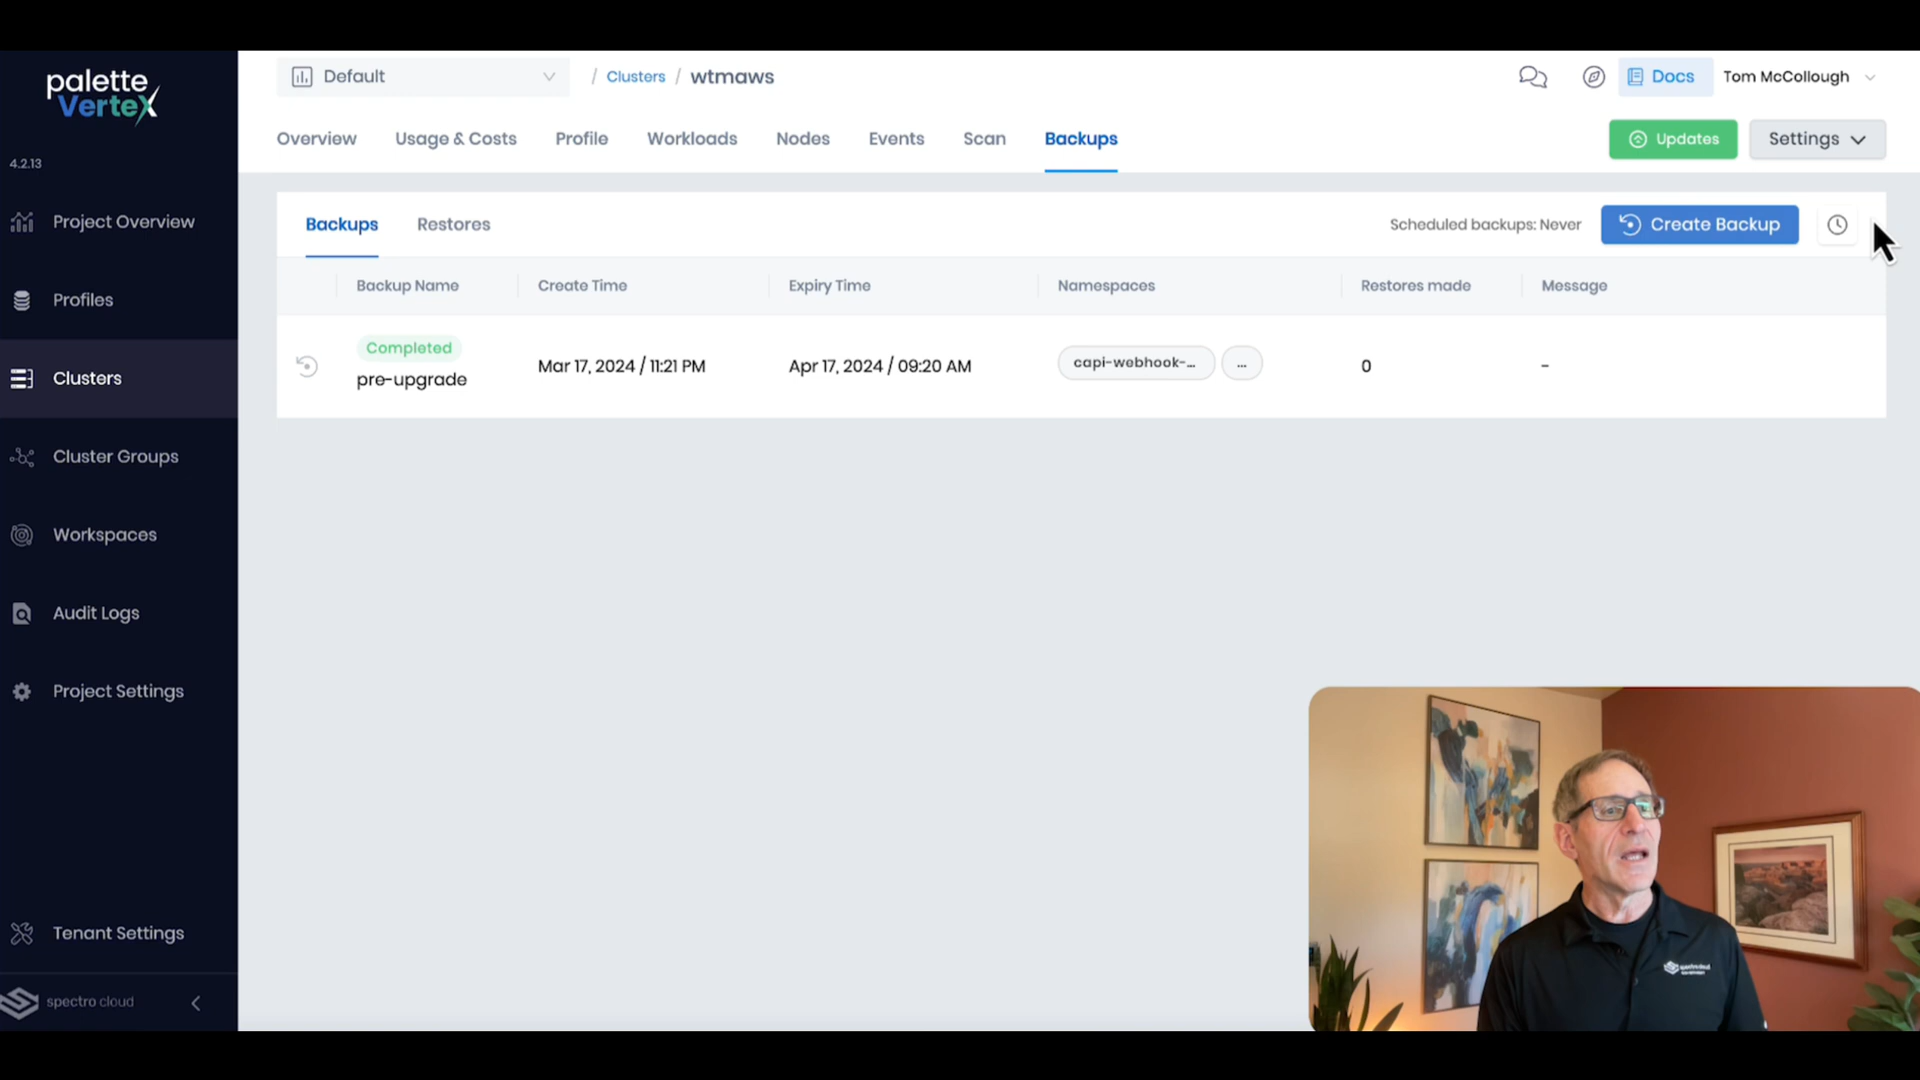 palette
VerteX
4.2.13
Project Overview
Profiles
Clusters
Cluster Groups
Workspaces
Audit Logs
Project Settings
Tenant Settings
spectro cloud
Default
/ Clusters / wtmaws
Docs
Tom McCollough
Overview
Usage & Costs
Profile
Workloads
Nodes
Events
Scan
Backups
Updates
Settings
Backups
Restores
Scheduled backups: Never
Create Backup
Backup Name
Create Time
Expiry Time
Namespaces
Restores made
Message
Completed
pre-upgrade
Mar 17, 2024 / 11:21 PM
Apr 17, 2024 / 09:20 AM
capi-webhook-...
...
0
-
spectro cloud